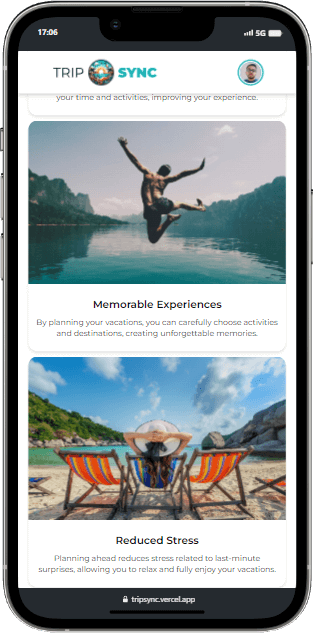 17:06
5G
TRIP SYNC
your time and activities, improving your experience.
Memorable Experiences
By planning your vacations, you can carefully choose activities
and destinations, creating unforgettable memories.
Reduced Stress
Planning ahead reduces stress related to last-minute
surprises, allowing you to relax and fully enjoy your vacations.
tripsync.vercel.app